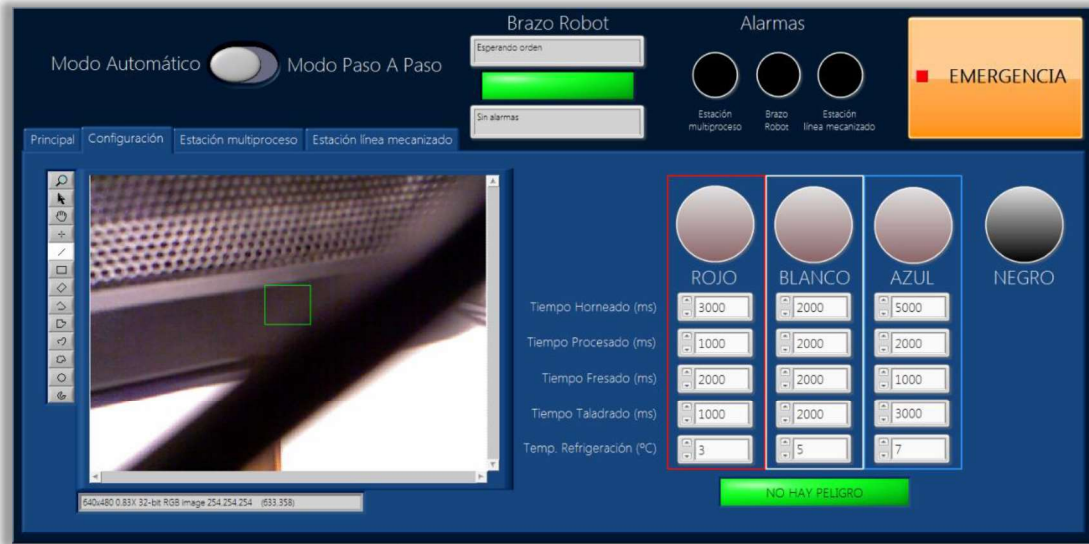 Brazo Robot
Alarmas
Modo Automático
Modo Paso A Paso
Esperando orden
Sin alarmas
Estación multiproceso
Brazo Robot
Estación línea mecanizado
EMERGENCIA
Principal
Configuración
Estación multiproceso
Estación línea mecanizado
ROJO
BLANCO
AZUL
NEGRO
Tiempo Horneado (ms) 3000 2000 5000
Tiempo Procesado (ms) 1000 2000 2000
Tiempo Fresado (ms) 2000 2000 1000
Tiempo Taladrado (ms) 1000 2000 3000
Temp. Refrigeración (ºC) 3 5 7
NO HAY PELIGRO
640x480 0.83X 32-bit RGB image 254.254.254 (633.358)